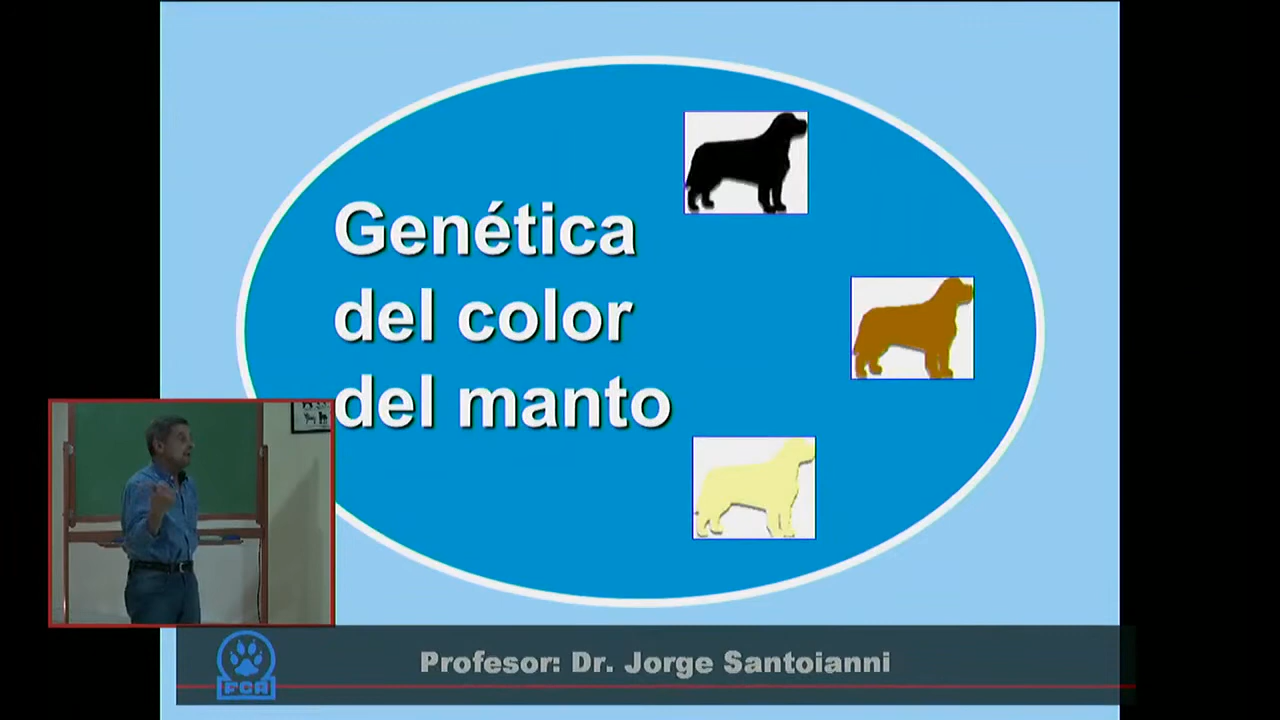 Genética
del color
del manto
Profesor: Dr. Jorge Santoianni
FCA